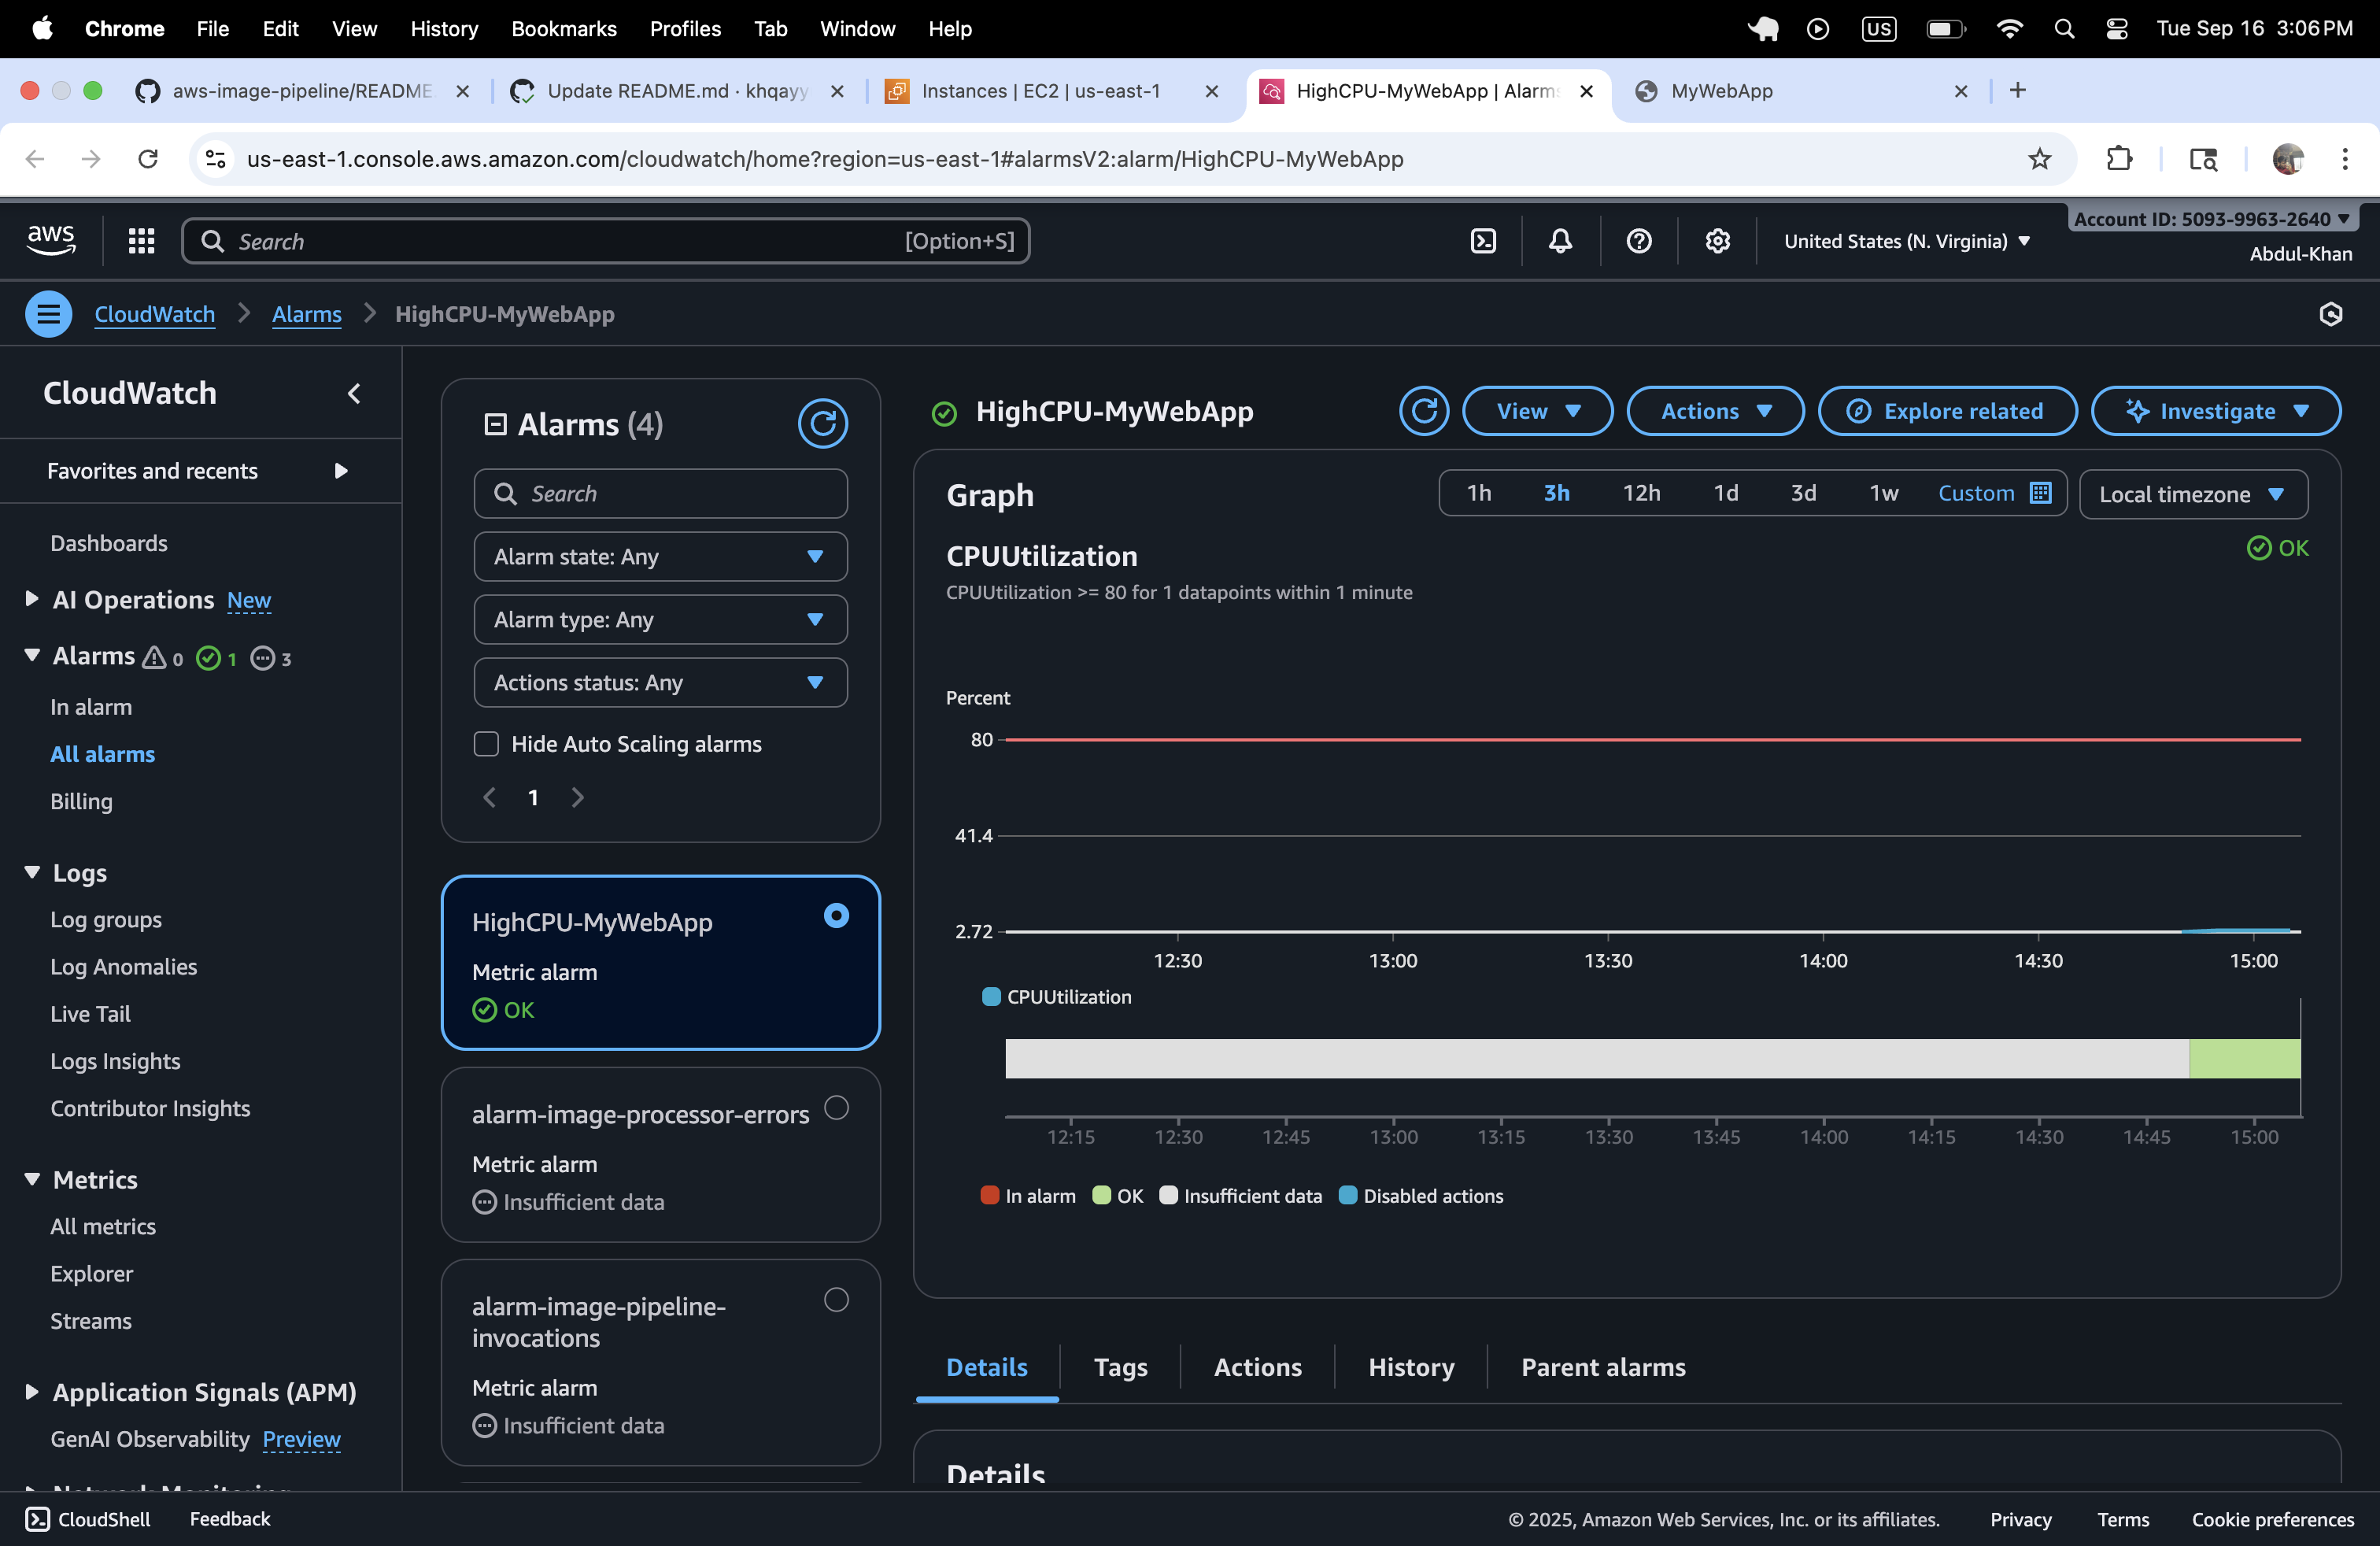 Chrome File Edit View History Bookmarks Profiles Tab Window Help US Tue Sep 16 3:06 PM
aws-image-pipeline/README Update README.md · khqayy Instances | EC2 | us-east-1 HighCPU-MyWebApp | Alarms MyWebApp
us-east-1.console.aws.amazon.com/cloudwatch/home?region=us-east-1#alarmsV2:alarm/HighCPU-MyWebApp
aws Search [Option+S] United States (N. Virginia) Account ID: 5093-9963-2640
Abdul-Khan
CloudWatch Alarms HighCPU-MyWebApp
CloudWatch
Favorites and recents
Dashboards
AI Operations New
Alarms 0 1 3
In alarm
All alarms
Billing
Logs
Log groups
Log Anomalies
Live Tail
Logs Insights
Contributor Insights
Metrics
All metrics
Explorer
Streams
Application Signals (APM)
GenAI Observability Preview
Network Monitoring
Alarms (4)
Search
Alarm state: Any
Alarm type: Any
Actions status: Any
Hide Auto Scaling alarms
1
HighCPU-MyWebApp
Metric alarm
OK
alarm-image-processor-errors
Metric alarm
Insufficient data
alarm-image-pipeline-
invocations
Metric alarm
Insufficient data
HighCPU-MyWebApp View Actions Explore related Investigate
Graph 1h 3h 12h 1d 3d 1w Custom Local timezone
CPUUtilization OK
CPUUtilization >= 80 for 1 datapoints within 1 minute
Percent
80
41.4
2.72
12:30 13:00 13:30 14:00 14:30 15:00
CPUUtilization
12:15 12:30 12:45 13:00 13:15 13:30 13:45 14:00 14:15 14:30 14:45 15:00
In alarm OK Insufficient data Disabled actions
Details Tags Actions History Parent alarms
Details
CloudShell Feedback © 2025, Amazon Web Services, Inc. or its affiliates. Privacy Terms Cookie preferences